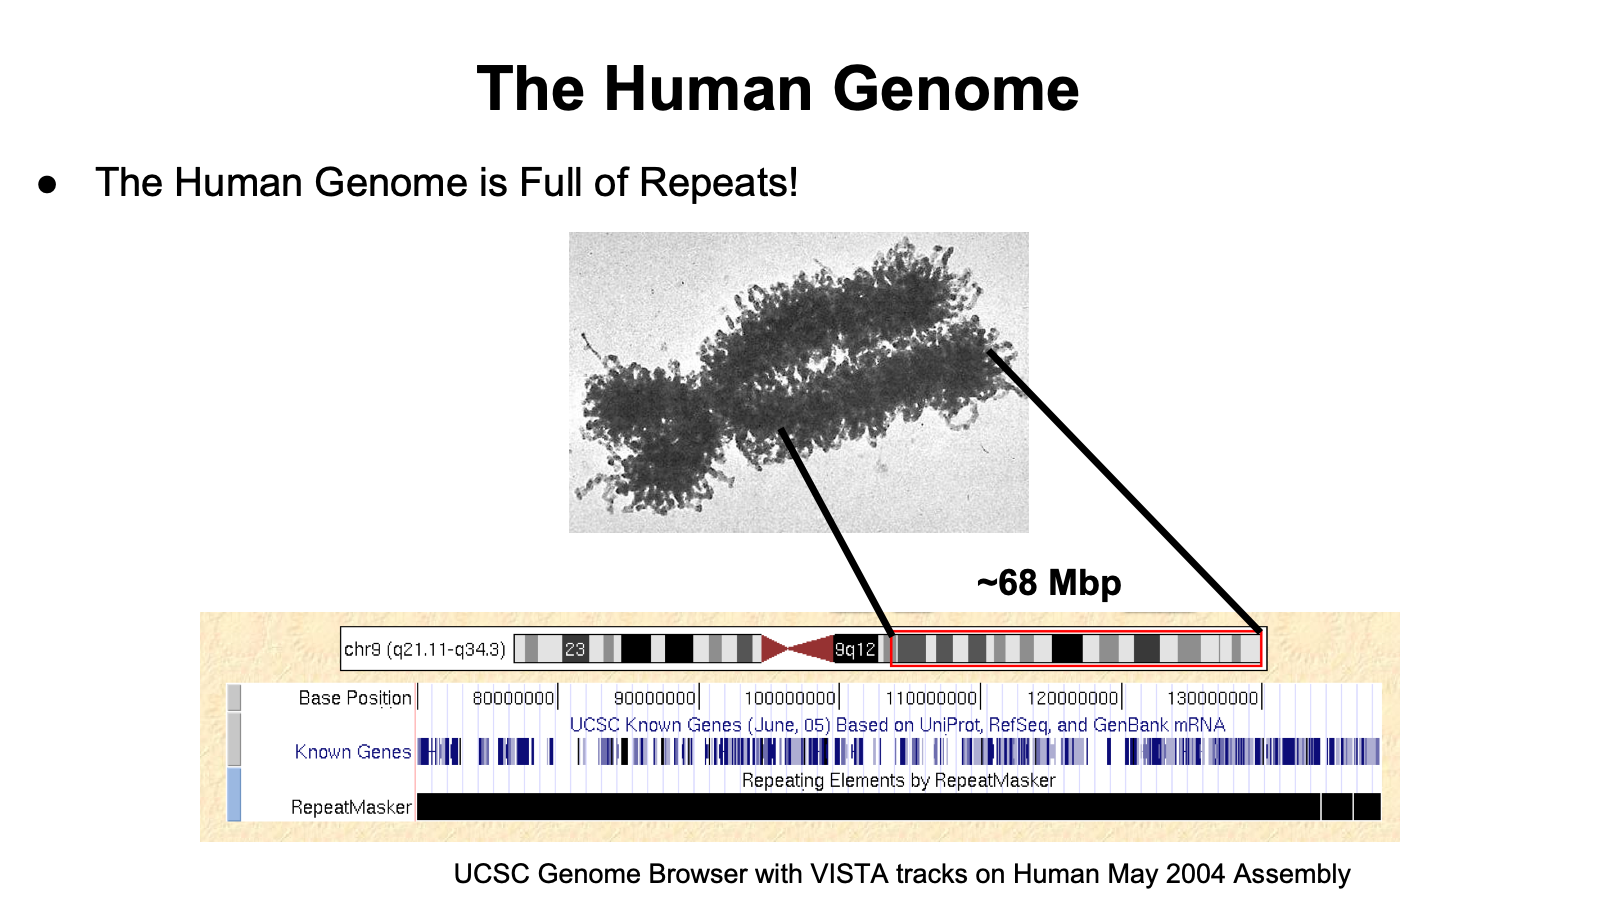 The Human Genome
● The Human Genome is Full of Repeats!
~68 Mbp
chr9 (q21.11-q34.3) 23 9q12
Base Position 80000000 90000000 100000000 110000000 120000000 130000000
UCSC Known Genes (June, 05) Based on UniProt, RefSeq, and GenBank mRNA
Known Genes
Repeating Elements by RepeatMasker
RepeatMasker
UCSC Genome Browser with VISTA tracks on Human May 2004 Assembly